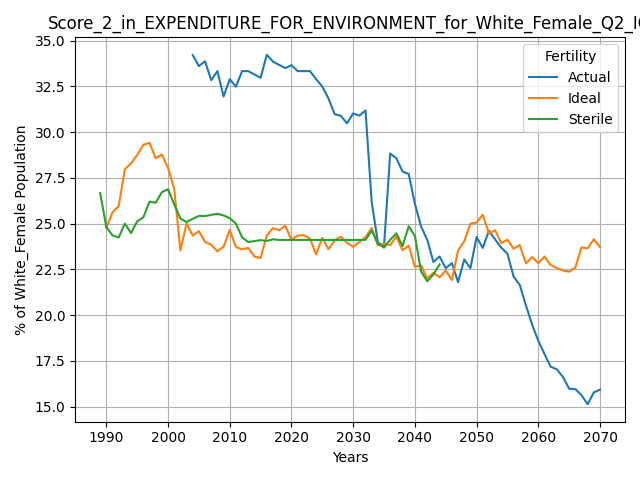 Score_2_in_EXPENDITURE_FOR_ENVIRONMENT_for_White_Female_Q2_I
Fertility
Actual
Ideal
Sterile
% of White_Female Population
35.0
32.5
30.0
27.5
25.0
22.5
20.0
17.5
15.0
1990 2000 2010 2020 2030 2040 2050 2060 2070
Years